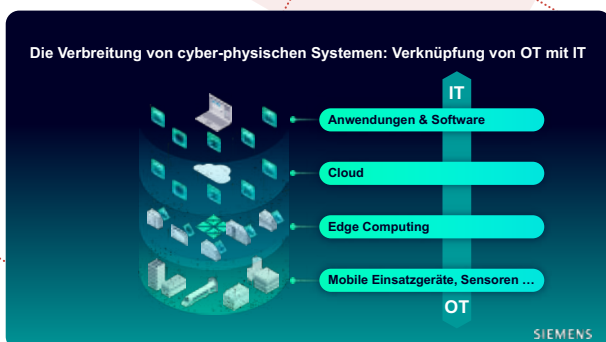 Die Verbreitung von cyber-physischen Systemen: Verknüpfung von OT mit IT
IT
Anwendungen & Software
Cloud
Edge Computing
Mobile Einsatzgeräte, Sensoren ...
OT
SIEMENS